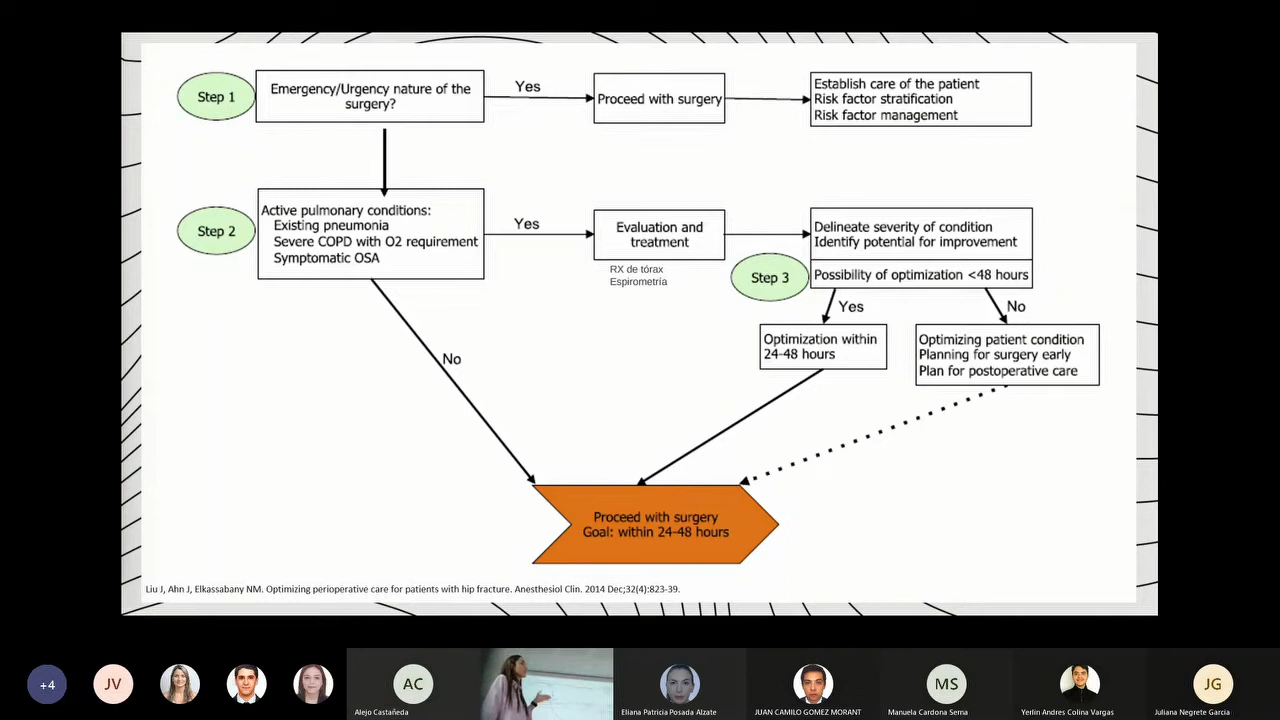 Step 1
Emergency/Urgency nature of the
surgery?
Yes
Proceed with surgery
Establish care of the patient
Risk factor stratification
Risk factor management
Step 2
Active pulmonary conditions:
Existing pneumonia
Severe COPD with O2 requirement
Symptomatic OSA
Yes
Evaluation and
treatment
RX de tórax
Espirometría
Delineate severity of condition
Identify potential for improvement
Step 3
Possibility of optimization <48 hours
Yes
No
Optimization within
24-48 hours
Optimizing patient condition
Planning for surgery early
Plan for postoperative care
No
Proceed with surgery
Goal: within 24-48 hours
Liu J, Ahn J, Elkassabany NM. Optimizing perioperative care for patients with hip fracture. Anesthesiol Clin. 2014 Dec;32(4):823-39.
+4
JV
AC
Alejo Castañeda
Eliana Patricia Posada Alzate
JUAN CAMILO GOMEZ MORANT
MS
Manuela Cardona Serna
Yerlin Andres Colina Vargas
JG
Juliana Negrete García